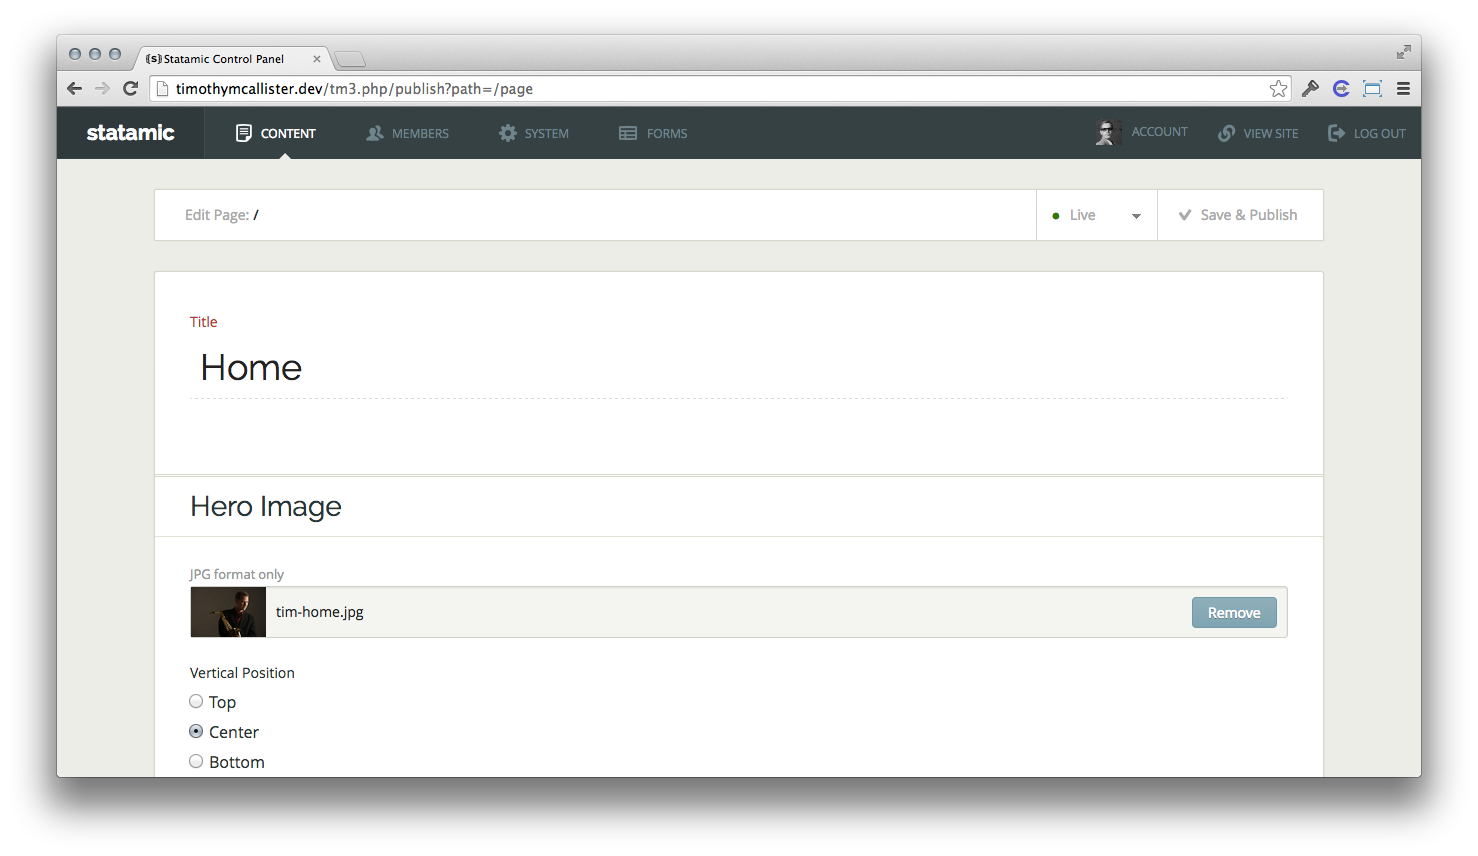 (s) Statamic Control Panel
timothymcallister.dev/tm3.php/publish?path=/page
statamic CONTENT MEMBERS SYSTEM FORMS ACCOUNT VIEW SITE LOG OUT
Edit Page: / Live Save & Publish
Title
Home
Hero Image
JPG format only
tim-home.jpg Remove
Vertical Position
Top
Center
Bottom